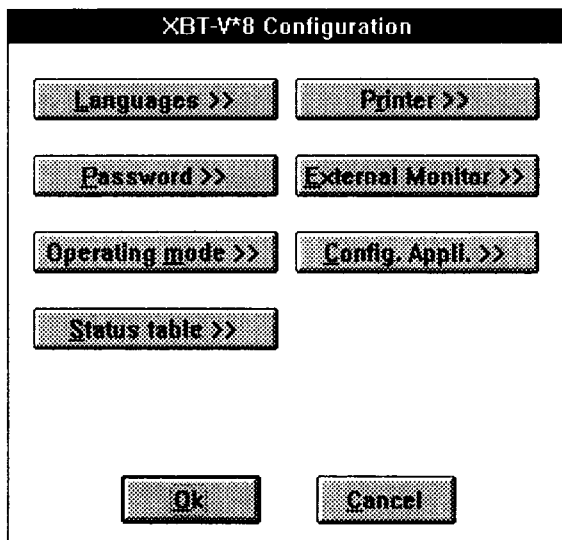 XBT-V*8 Configuration
Languages >> Printer >>
Password >> External Monitor >>
Operating mode >> Config. Appli. >>
Status table >>
Ok Cancel